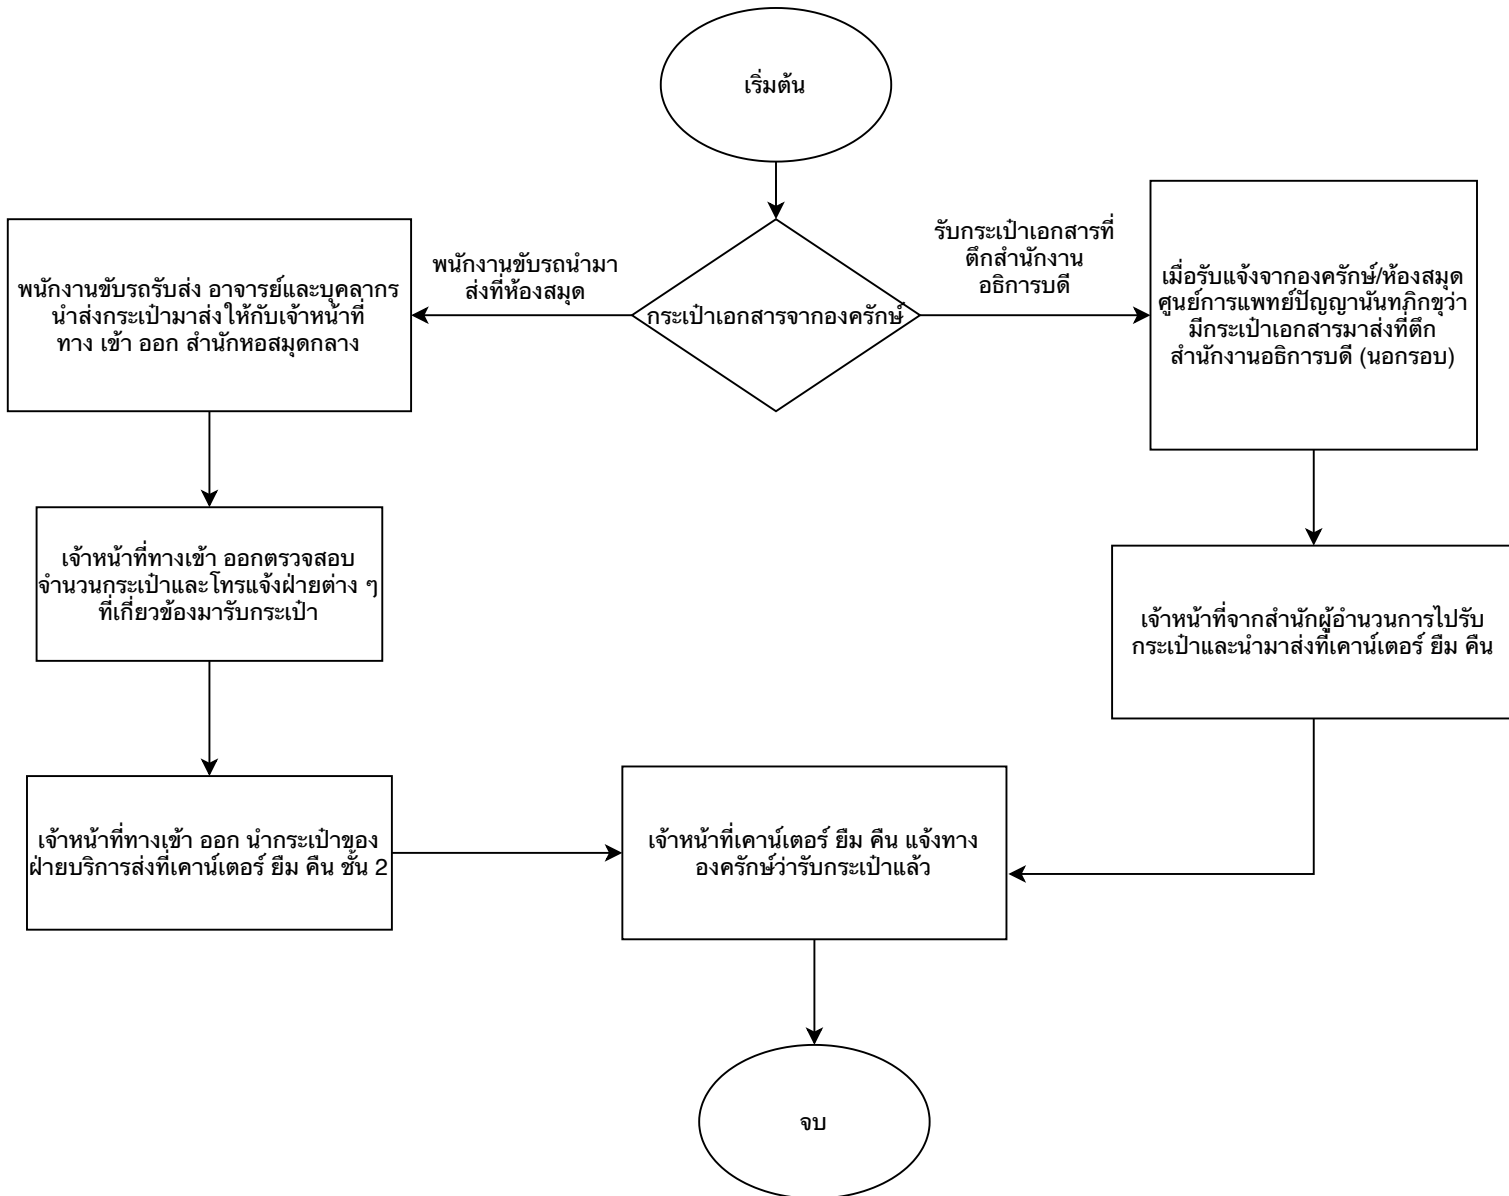 เริ่มต้น
กระเป๋าเอกสารจากองครักษ์
พนักงานขับรถนำมา
ส่งที่ห้องสมุด
รับกระเป๋าเอกสารที่
ตึกสำนักงาน
อธิการบดี
พนักงานขับรถรับส่ง อาจารย์และบุคลากร
นำส่งกระเป๋ามาส่งให้กับเจ้าหน้าที่
ทาง เข้า ออก สำนักหอสมุดกลาง
เมื่อรับแจ้งจากองครักษ์/ห้องสมุด
ศูนย์การแพทย์ปัญญานันทภิกขุว่า
มีกระเป๋าเอกสารมาส่งที่ตึก
สำนักงานอธิการบดี (นอกรอบ)
เจ้าหน้าที่ทางเข้า ออกตรวจสอบ
จำนวนกระเป๋าและโทรแจ้งฝ่ายต่าง ๆ
ที่เกี่ยวข้องมารับกระเป๋า
เจ้าหน้าที่จากสำนักผู้อำนวยการไปรับ
กระเป๋าและนำมาส่งที่เคาน์เตอร์ ยืม คืน
เจ้าหน้าที่ทางเข้า ออก นำกระเป๋าของ
ฝ่ายบริการส่งที่เคาน์เตอร์ ยืม คืน ชั้น 2
เจ้าหน้าที่เคาน์เตอร์ ยืม คืน แจ้งทาง
องครักษ์ว่ารับกระเป๋าแล้ว
จบ